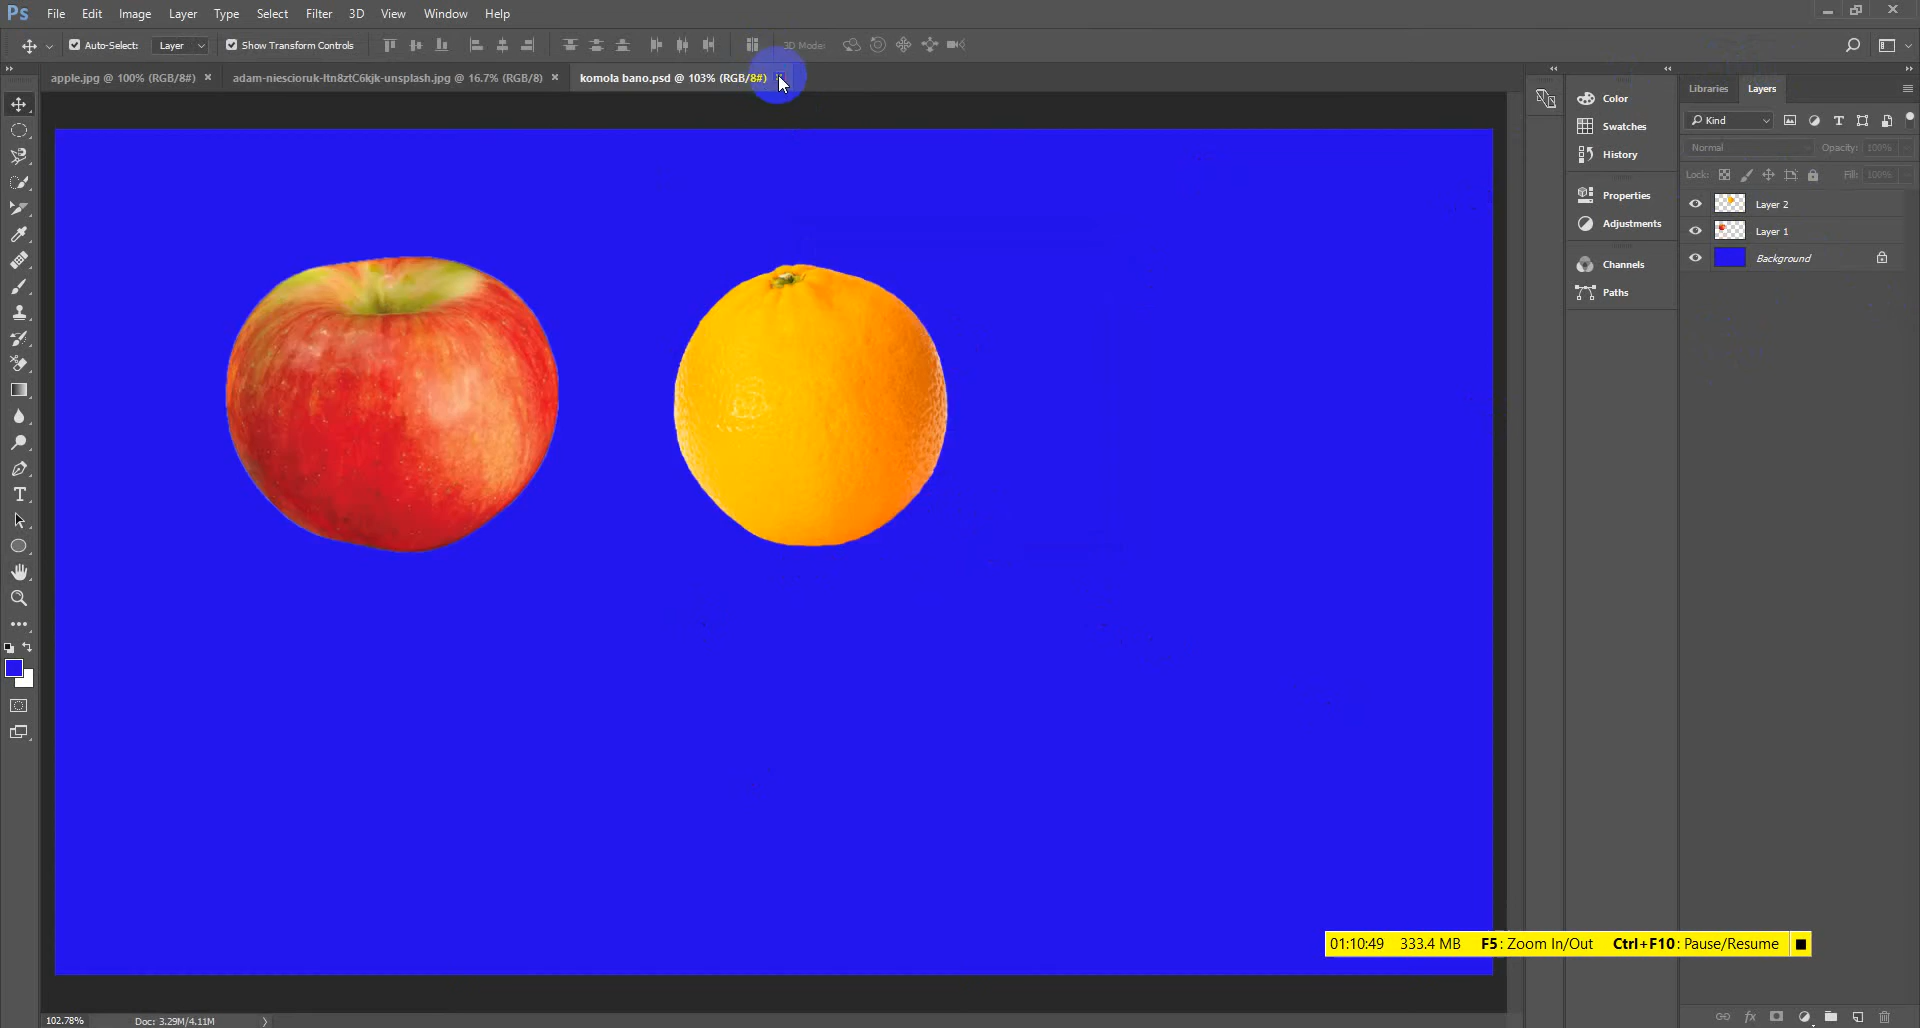 Ps File Edit Image Layer Type Select Filter 3D View Window Help
Auto-Select: Layer Show Transform Controls 3D Mode:
apple.jpg @ 100% (RGB/8#) × adam-niescioruk-ltn8ztC6kjk-unsplash.jpg @ 16.7% (RGB/8) × komola bano.psd @ 103% (RGB/8#)
Color
Swatches
History
Properties
Adjustments
Channels
Paths
Libraries Layers
Kind
Normal Opacity: 100%
Lock: Fill: 100%
Layer 2
Layer 1
Background
01:10:49 333.4 MB F5: Zoom In/Out Ctrl+F10: Pause/Resume
102.78% Doc: 3.29M/4.11M